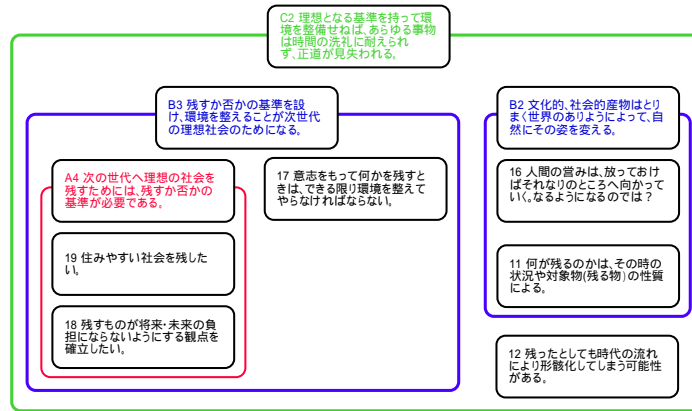 C2 理想となる基準を持って環
境を整備せねば、あらゆる事物
は時間の洗礼に耐えられ
ず、正道が見失われる。
B3 残すか否かの基準を設
け、環境を整えることが次世代
の理想社会のためになる。
B2 文化的、社会的産物はとり
まく世界のありようによって、自
然にその姿を変える。
A4 次の世代へ理想の社会を
残すためには、残すか否かの
基準が必要である。
17 意志をもって何かを残すと
きは、できる限り環境を整えて
やらなければならない。
16 人間の営みは、放っておけ
ばそれなりのところへ向かって
いく。なるようになるのでは？
19 住みやすい社会を残した
い。
11 何が残るのかは、その時の
状況や対象物(残る物）の性質
による。
18 残すものが将来・未来の負
担にならないようにする観点を
確立したい。
12 残ったとしても時代の流れ
により形骸化してしまう可能性
がある。